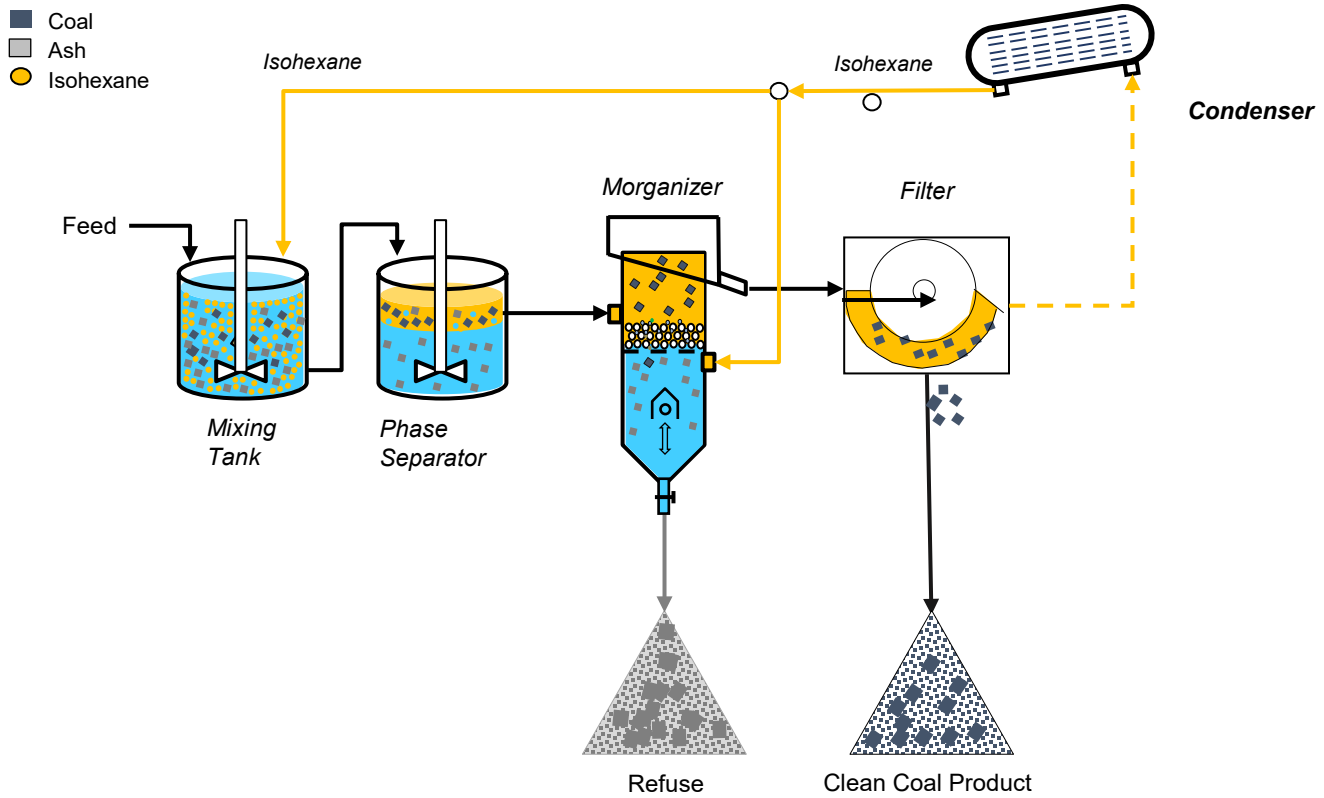 Coal
Ash
Isohexane
Isohexane
Isohexane
Condenser
Morganizer
Filter
Feed
Mixing
Tank
Phase
Separator
Refuse
Clean Coal Product